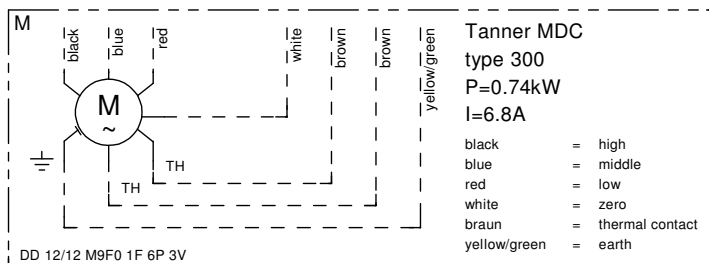 M
black
blue
red
white
brown
brown
yellow/green
M
~
TH
TH
DD 12/12 M9F0 1F 6P 3V
Tanner MDC
type 300
P=0.74kW
I=6.8A
black = high
blue = middle
red = low
white = zero
braun = thermal contact
yellow/green = earth